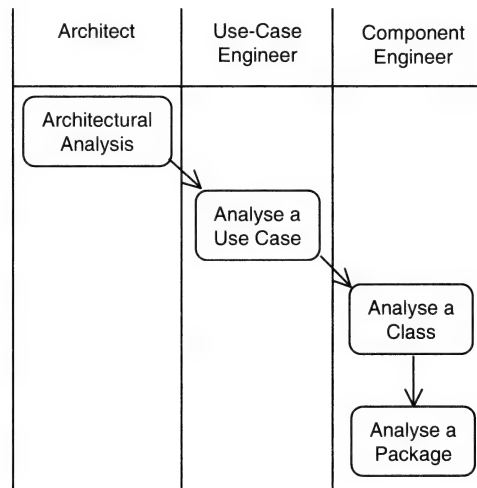 Architect
Use-Case
Engineer
Component
Engineer
Architectural
Analysis
Analyse a
Use Case
Analyse a
Class
Analyse a
Package